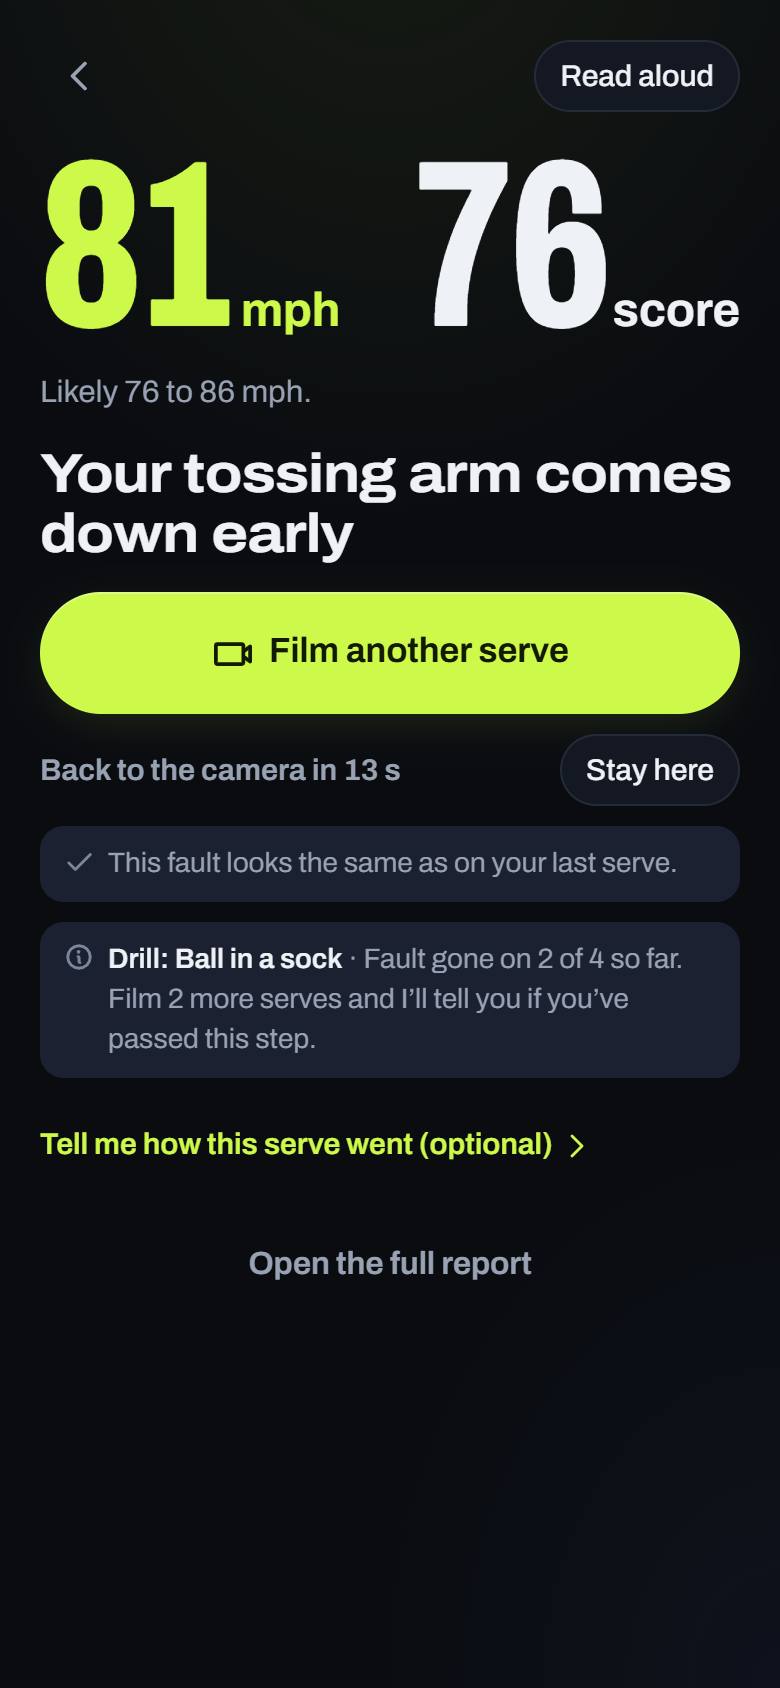 Read aloud
81 mph 76 score
Likely 76 to 86 mph.
Your tossing arm comes
down early
Film another serve
Back to the camera in 13 s
Stay here
This fault looks the same as on your last serve.
Drill: Ball in a sock · Fault gone on 2 of 4 so far.
Film 2 more serves and I’ll tell you if you’ve
passed this step.
Tell me how this serve went (optional)
Open the full report